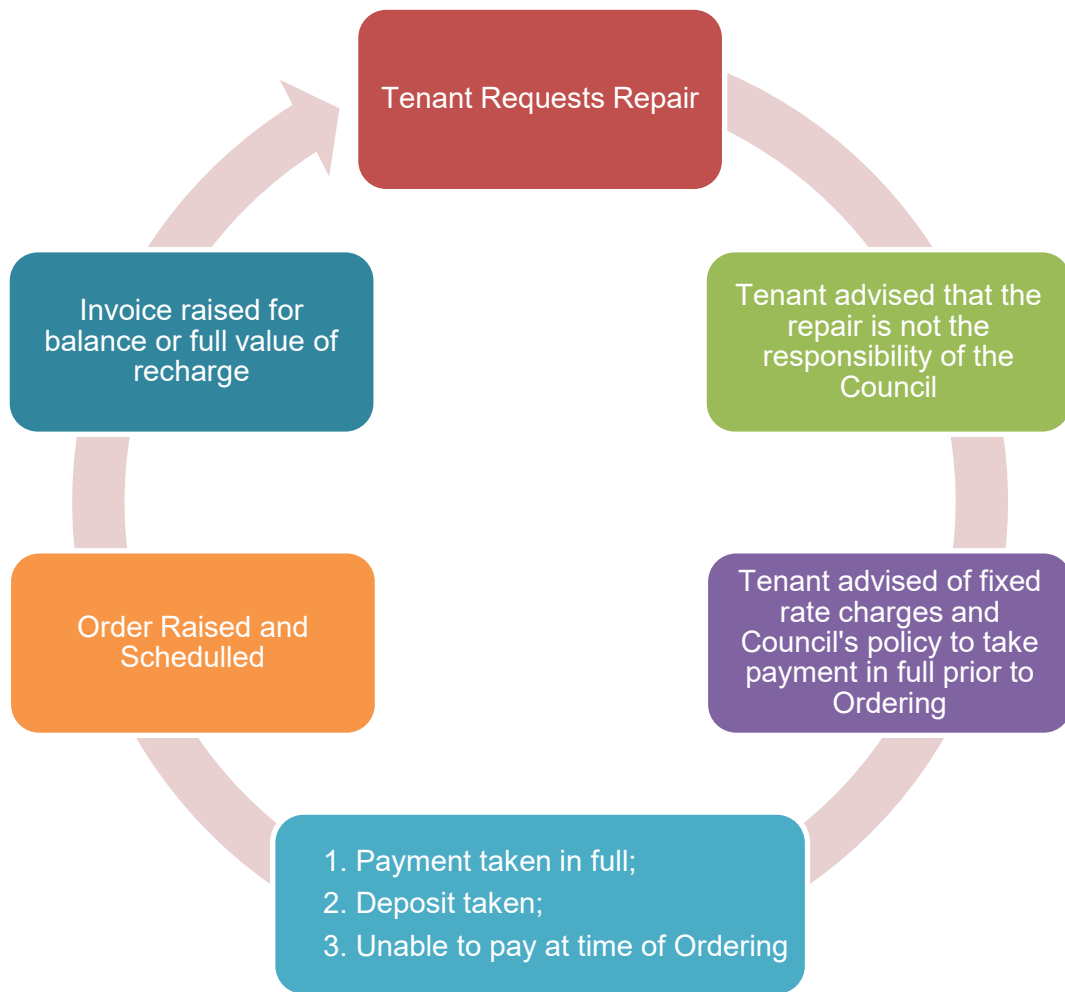 Tenant Requests Repair
Tenant advised that the
repair is not the
responsibility of the
Council
Tenant advised of fixed
rate charges and
Council's policy to take
payment in full prior to
Ordering
1. Payment taken in full;
2. Deposit taken;
3. Unable to pay at time of Ordering
Order Raised and
Schedulled
Invoice raised for
balance or full value of
recharge